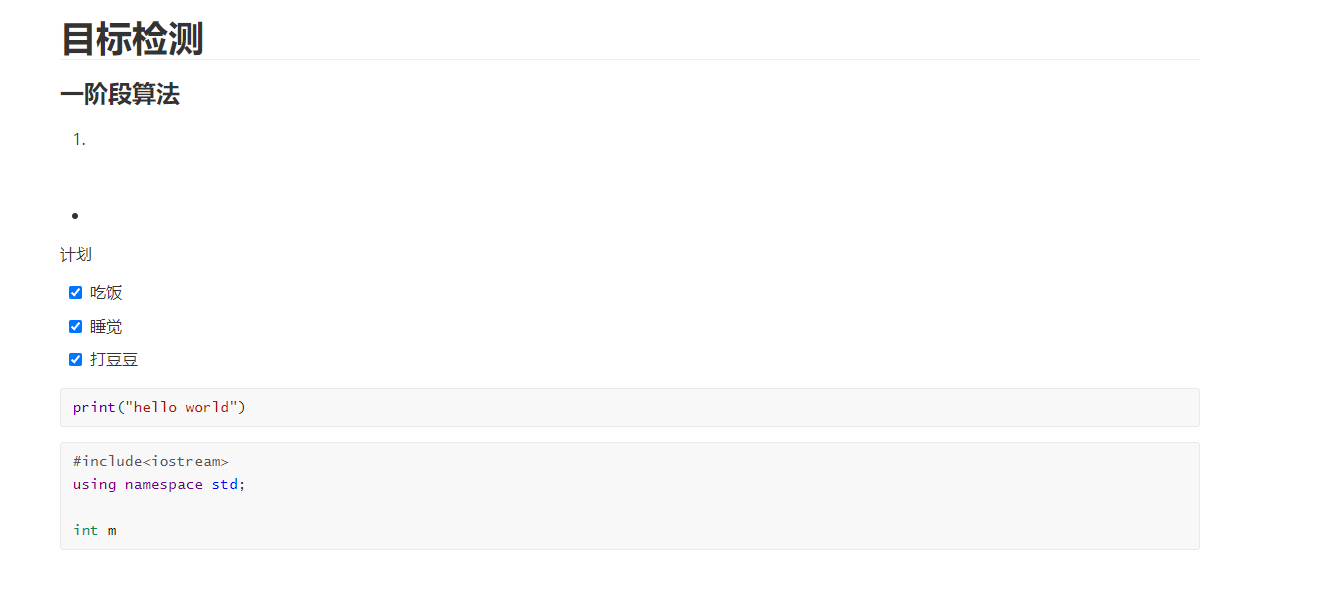 目标检测
一阶段算法
1.
•
计划
吃饭
睡觉
打豆豆
print("hello world")
#include<iostream>
using namespace std;
int m